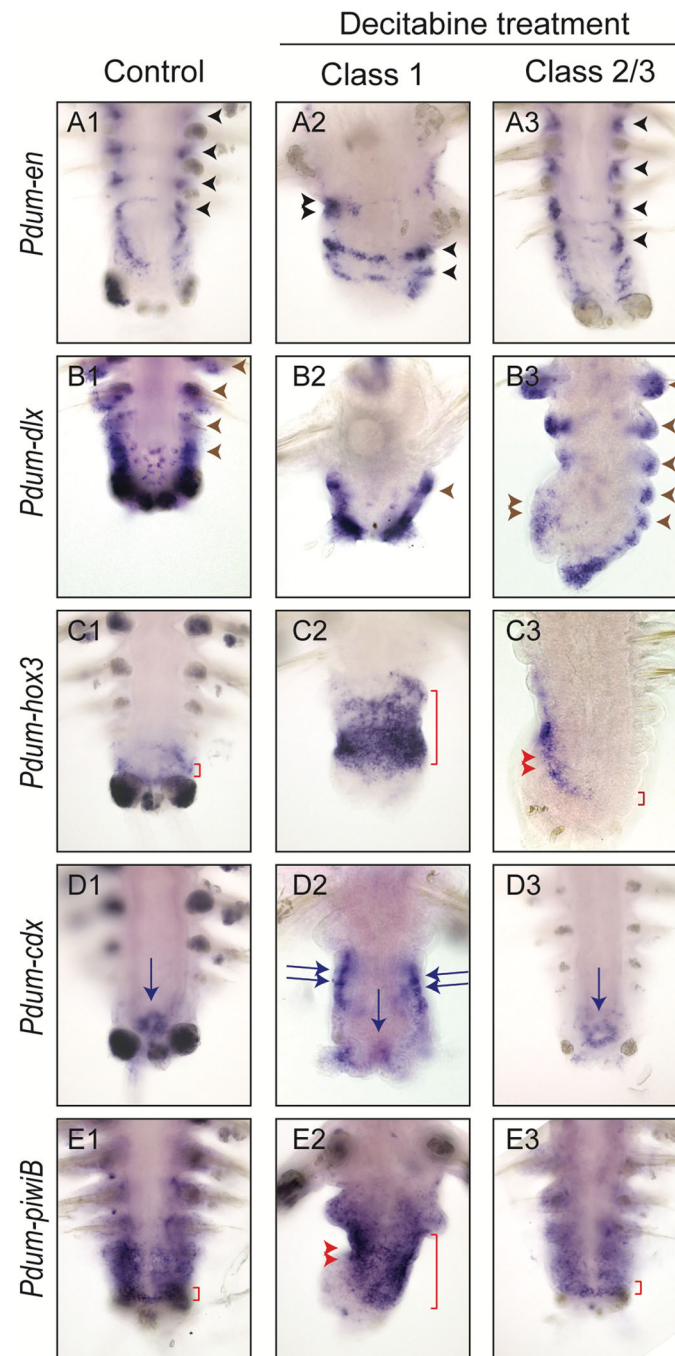 Decitabine treatment
Control Class 1 Class 2/3
Pdum-en A1 A2 A3
Pdum-dlx B1 B2 B3
Pdum-hox3 C1 C2 C3
Pdum-cdx D1 D2 D3
Pdum-piwiB E1 E2 E3